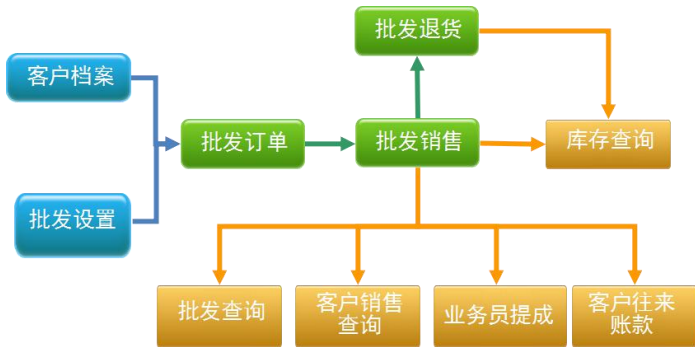 批发退货
客户档案
批发订单
批发销售
库存查询
批发设置
批发查询
客户销售
查询
业务员提成
客户往来
账款